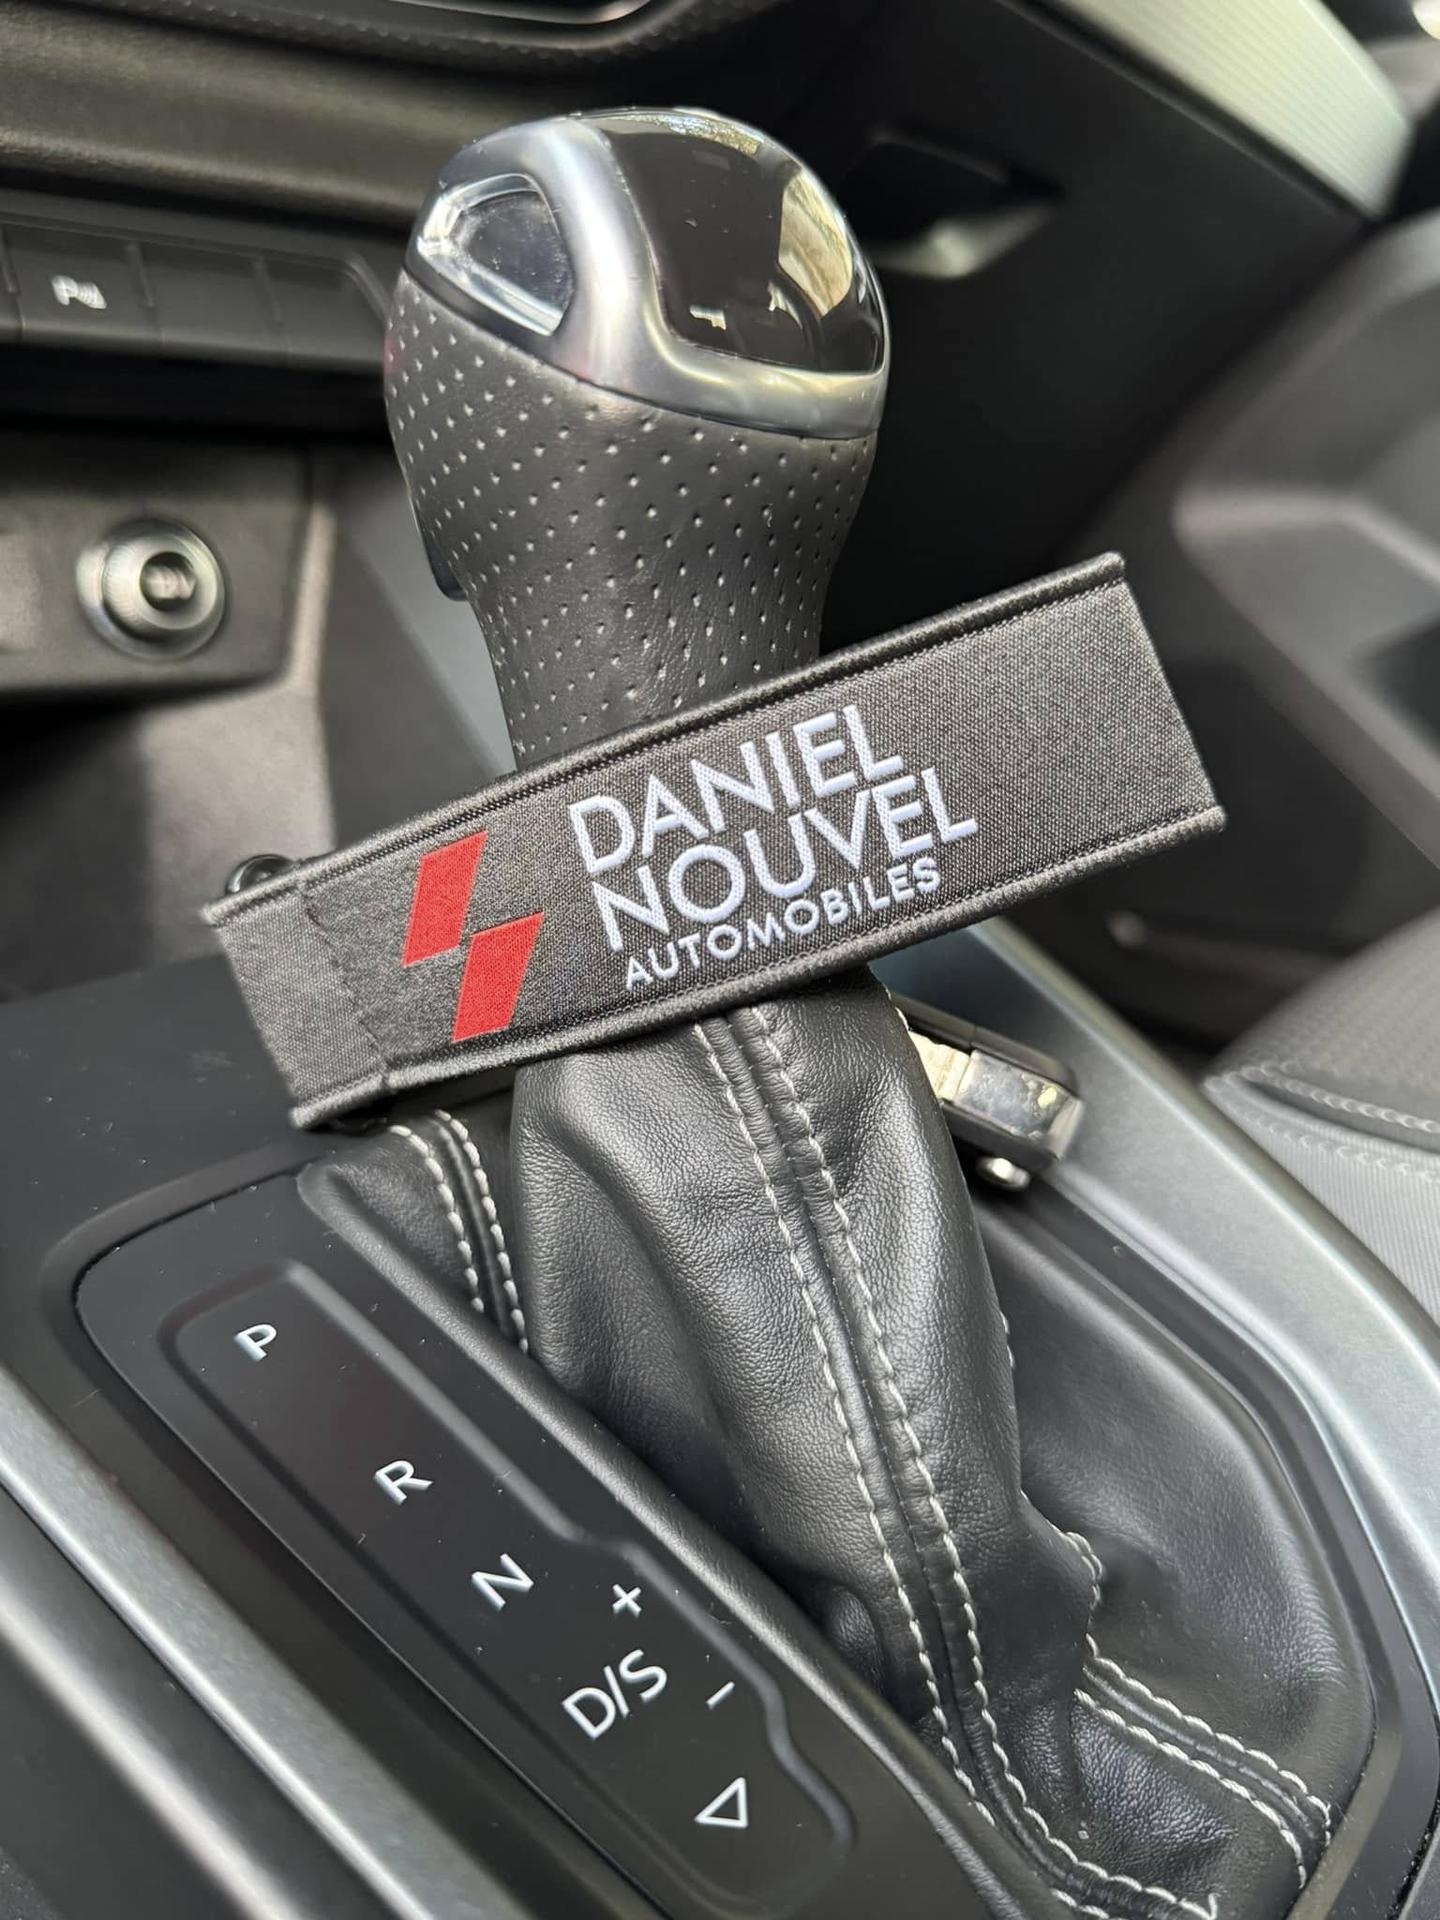 P
DANIEL
NOUVEL
AUTOMOBILES
P
R
N
+
D/S
−